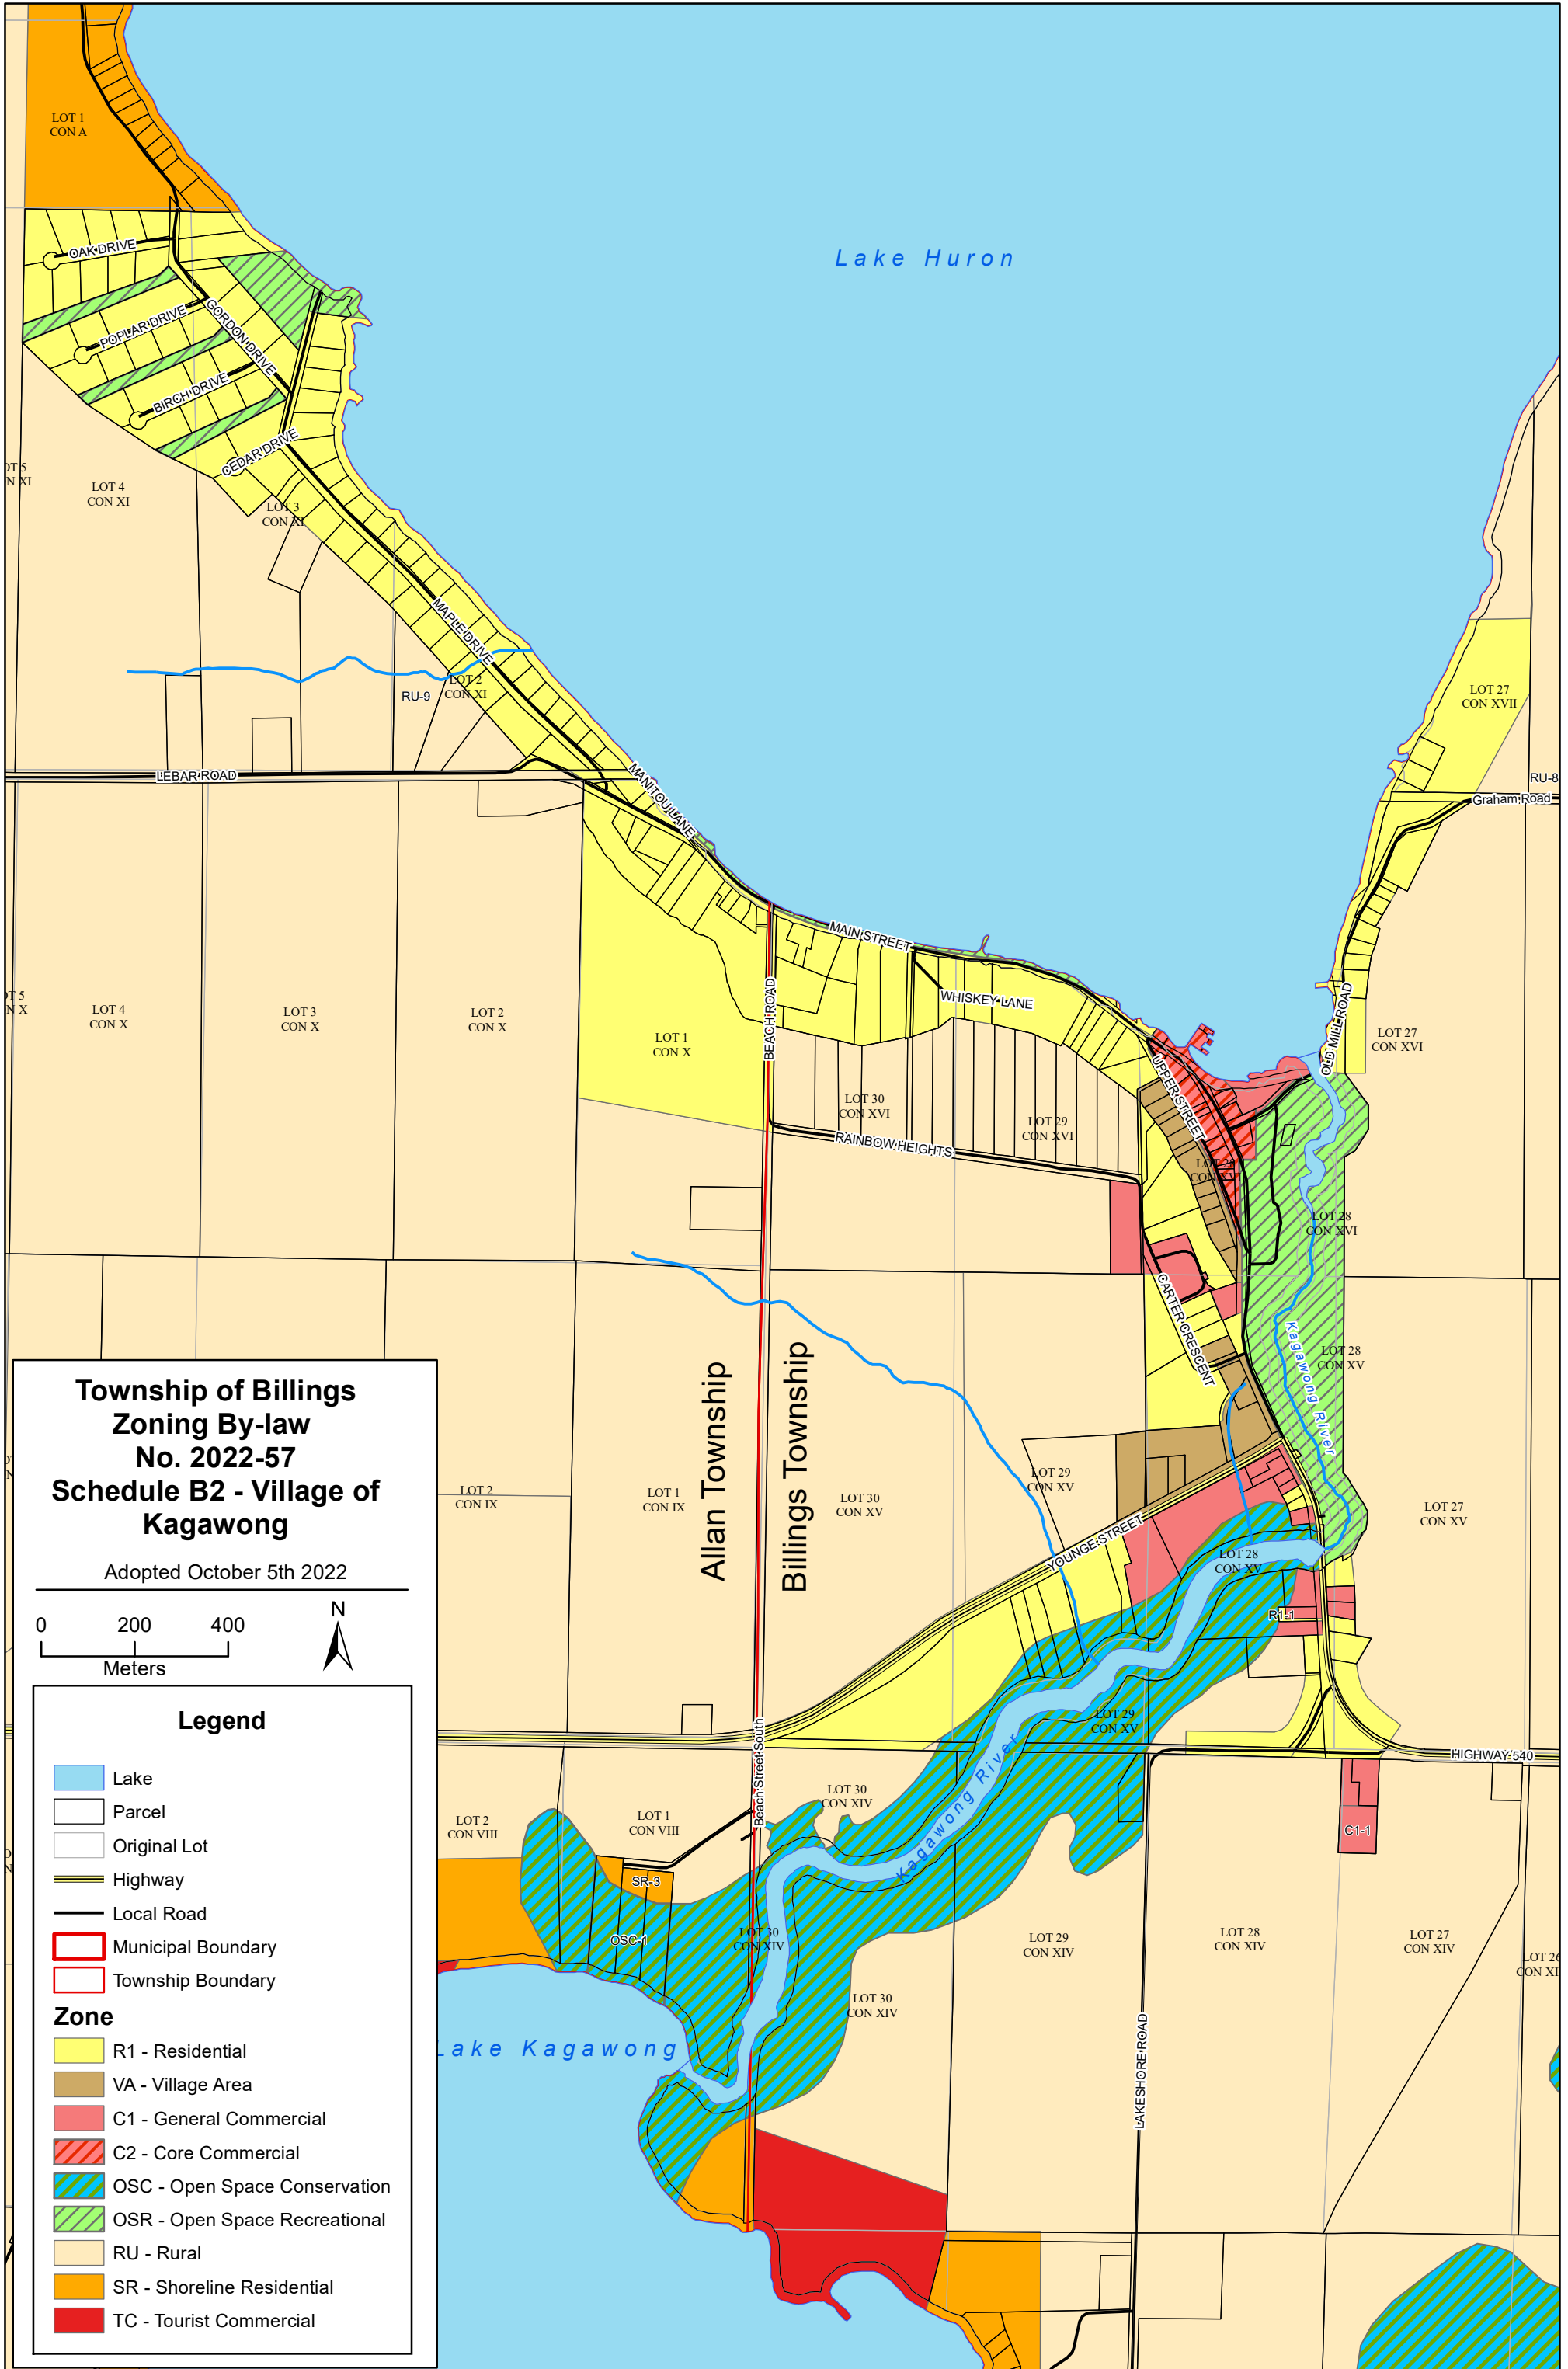 LOT 1
CON A
Lake Huron
OAK DRIVE
POPLAR DRIVE
GORDON DRIVE
BIRCH DRIVE
CEDAR DRIVE
LOT 4
CON XI
LOT 3
CON XI
MAPLE DRIVE
LOT 2
CON XI
RU-9
LOT 27
CON XVII
LEBAR ROAD
MANITOU LANE
RU-8
Graham Road
MAIN STREET
WHISKEY LANE
BEACH ROAD
OLD MILL ROAD
LOT 4
CON X
LOT 3
CON X
LOT 2
CON X
LOT 1
CON X
LOT 27
CON XVI
UPPER STREET
LOT 30
CON XVI
LOT 29
CON XVI
RAINBOW HEIGHTS
LOT 28
CON XVI
CARTER CRESCENT
Kagawong River
LOT 28
CON XV
Allan Township
Billings Township
LOT 2
CON IX
LOT 1
CON IX
LOT 30
CON XV
LOT 29
CON XV
LOT 27
CON XV
YOUNGE STREET
LOT 28
CON XV
R1-1
LOT 29
CON XV
HIGHWAY 540
Beach Street South
Kagawong River
LOT 30
CON XIV
LOT 2
CON VIII
LOT 1
CON VIII
C1-1
SR-3
OSC-1
LOT 30
CON XIV
LOT 29
CON XIV
LOT 28
CON XIV
LOT 27
CON XIV
LOT 30
CON XIV
Lake Kagawong
LAKESHORE ROAD
Township of Billings
Zoning By-law
No. 2022-57
Schedule B2 - Village of
Kagawong
Adopted October 5th 2022
0 200 400
Meters
N
Legend
Lake
Parcel
Original Lot
Highway
Local Road
Municipal Boundary
Township Boundary
Zone
R1 - Residential
VA - Village Area
C1 - General Commercial
C2 - Core Commercial
OSC - Open Space Conservation
OSR - Open Space Recreational
RU - Rural
SR - Shoreline Residential
TC - Tourist Commercial